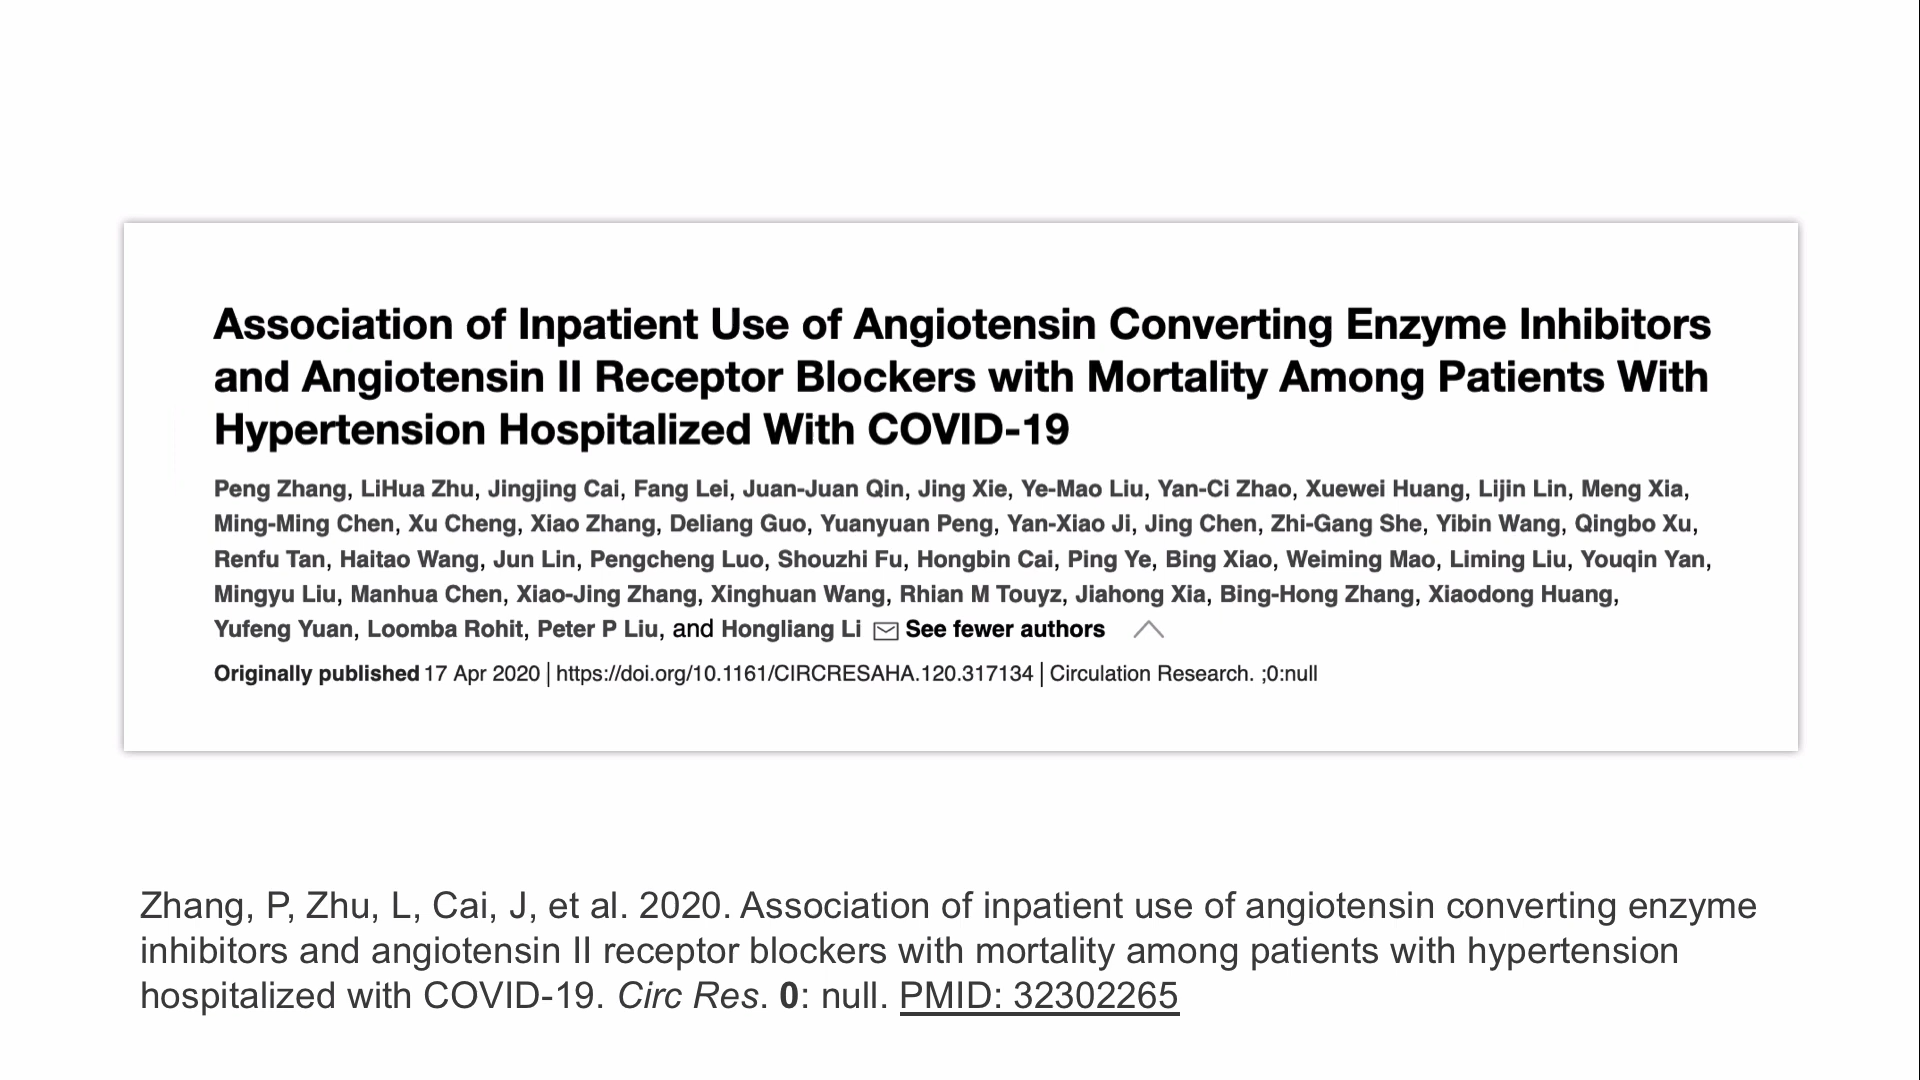 Association of Inpatient Use of Angiotensin Converting Enzyme Inhibitors
and Angiotensin II Receptor Blockers with Mortality Among Patients With
Hypertension Hospitalized With COVID-19
Peng Zhang, LiHua Zhu, Jingjing Cai, Fang Lei, Juan-Juan Qin, Jing Xie, Ye-Mao Liu, Yan-Ci Zhao, Xuewei Huang, Lijin Lin, Meng Xia,
Ming-Ming Chen, Xu Cheng, Xiao Zhang, Deliang Guo, Yuanyuan Peng, Yan-Xiao Ji, Jing Chen, Zhi-Gang She, Yibin Wang, Qingbo Xu,
Renfu Tan, Haitao Wang, Jun Lin, Pengcheng Luo, Shouzhi Fu, Hongbin Cai, Ping Ye, Bing Xiao, Weiming Mao, Liming Liu, Youqin Yan,
Mingyu Liu, Manhua Chen, Xiao-Jing Zhang, Xinghuan Wang, Rhian M Touyz, Jiahong Xia, Bing-Hong Zhang, Xiaodong Huang,
Yufeng Yuan, Loomba Rohit, Peter P Liu, and Hongliang Li See fewer authors
Originally published 17 Apr 2020 | https://doi.org/10.1161/CIRCRESAHA.120.317134 | Circulation Research. ;0:null
Zhang, P, Zhu, L, Cai, J, et al. 2020. Association of inpatient use of angiotensin converting enzyme
inhibitors and angiotensin II receptor blockers with mortality among patients with hypertension
hospitalized with COVID-19. Circ Res. 0: null. PMID: 32302265